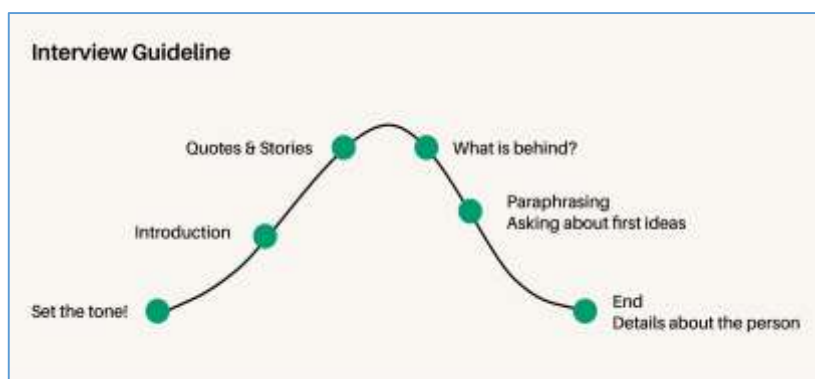 Interview Guideline
Quotes & Stories
What is behind?
Paraphrasing
Asking about first ideas
Introduction
Set the tone!
End
Details about the person